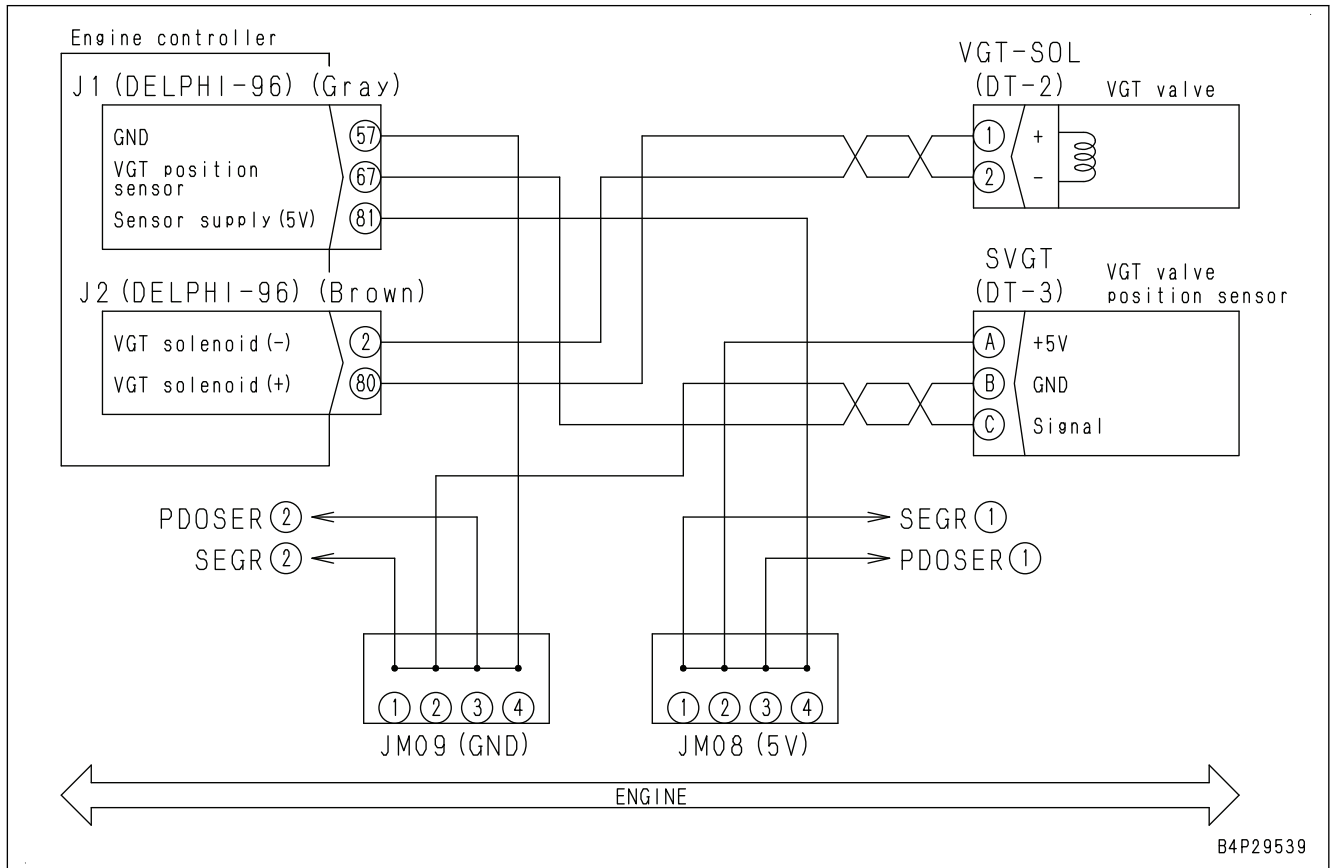 Engine controller
J1 (DELPHI-96) (Gray)
GND
57
VGT position
sensor
67
Sensor supply (5V)
81
J2 (DELPHI-96) (Brown)
VGT solenoid (-)
2
VGT solenoid (+)
80
VGT-SOL
(DT-2)
VGT valve
1
+
2
-
SVGT
(DT-3)
VGT valve
position sensor
A
+5V
B
GND
C
Signal
PDOSER 2
SEGR 2
SEGR 1
PDOSER 1
1 2 3 4
JM09 (GND)
1 2 3 4
JM08 (5V)
ENGINE
B4P29539